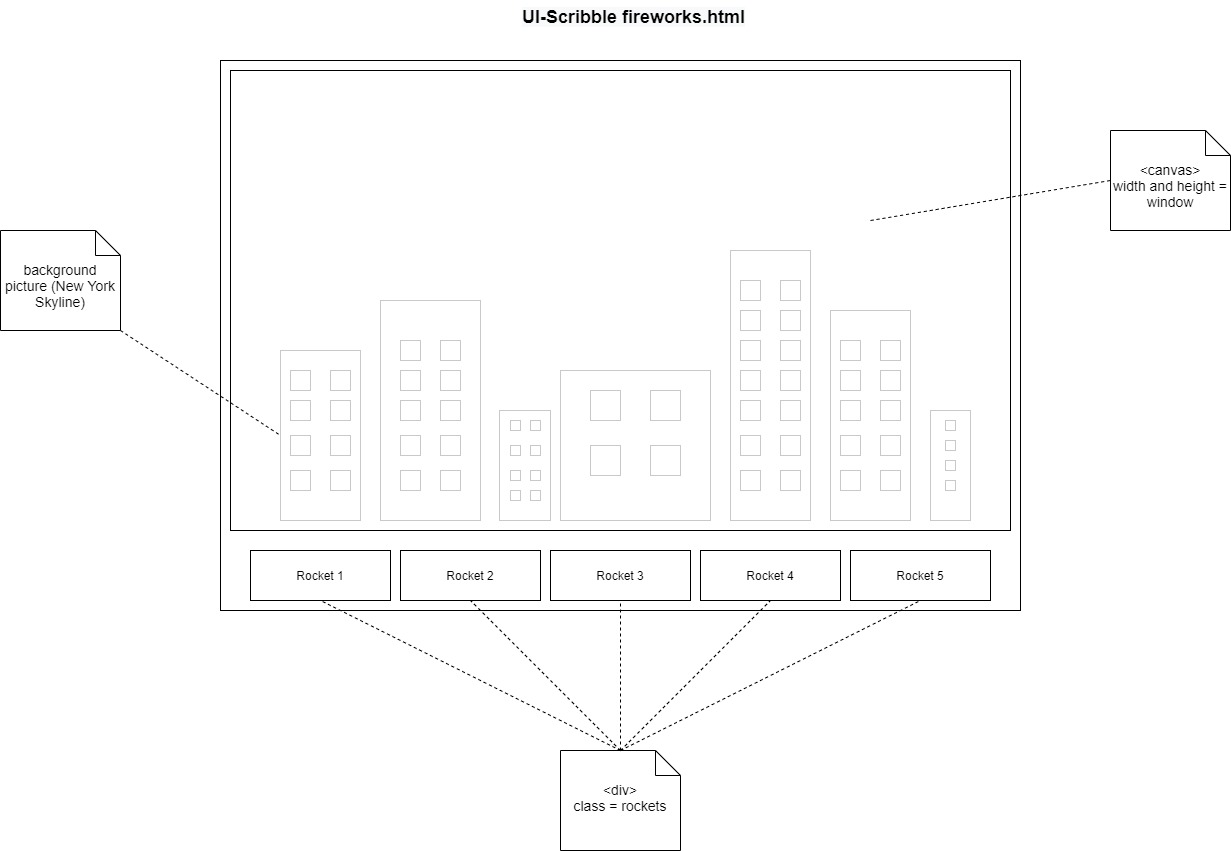 UI-Scribble fireworks.html
<canvas>
width and height =
window
background
picture (New York
Skyline)
Rocket 1
Rocket 2
Rocket 3
Rocket 4
Rocket 5
<div>
class = rockets